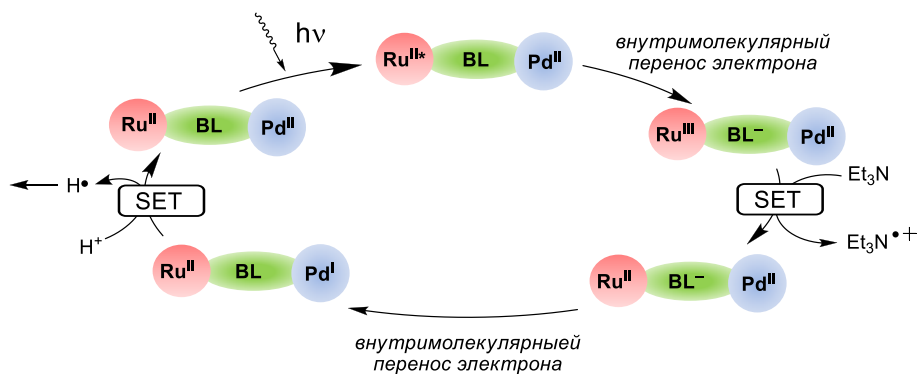 hν
Ru^II* BL Pd^II
внутримолекулярный
перенос электрона
Ru^II BL Pd^II
Ru^III BL^– Pd^II
H•
SET
H^+
Et₃N
SET
Et₃N^•+
Ru^II BL Pd^I
Ru^II BL^– Pd^II
внутримолекулярныей
перенос электрона